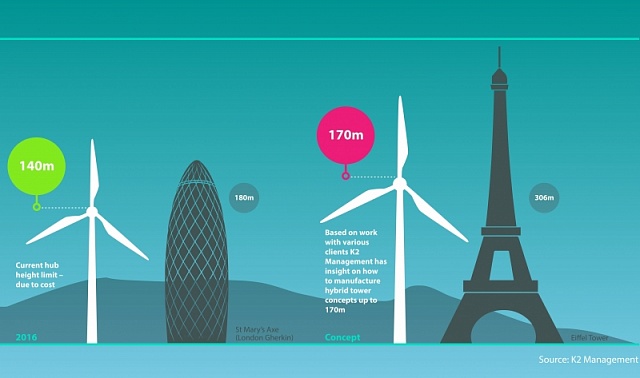 140m
Current hub
height limit –
due to cost
2016
180m
St Mary's Axe
(London Gherkin)
170m
Based on work
with various
clients K2
Management has
insight on how
to manufacture
hybrid tower
concepts up to
170m
Concept
306m
Eiffel Tower
Source: K2 Management